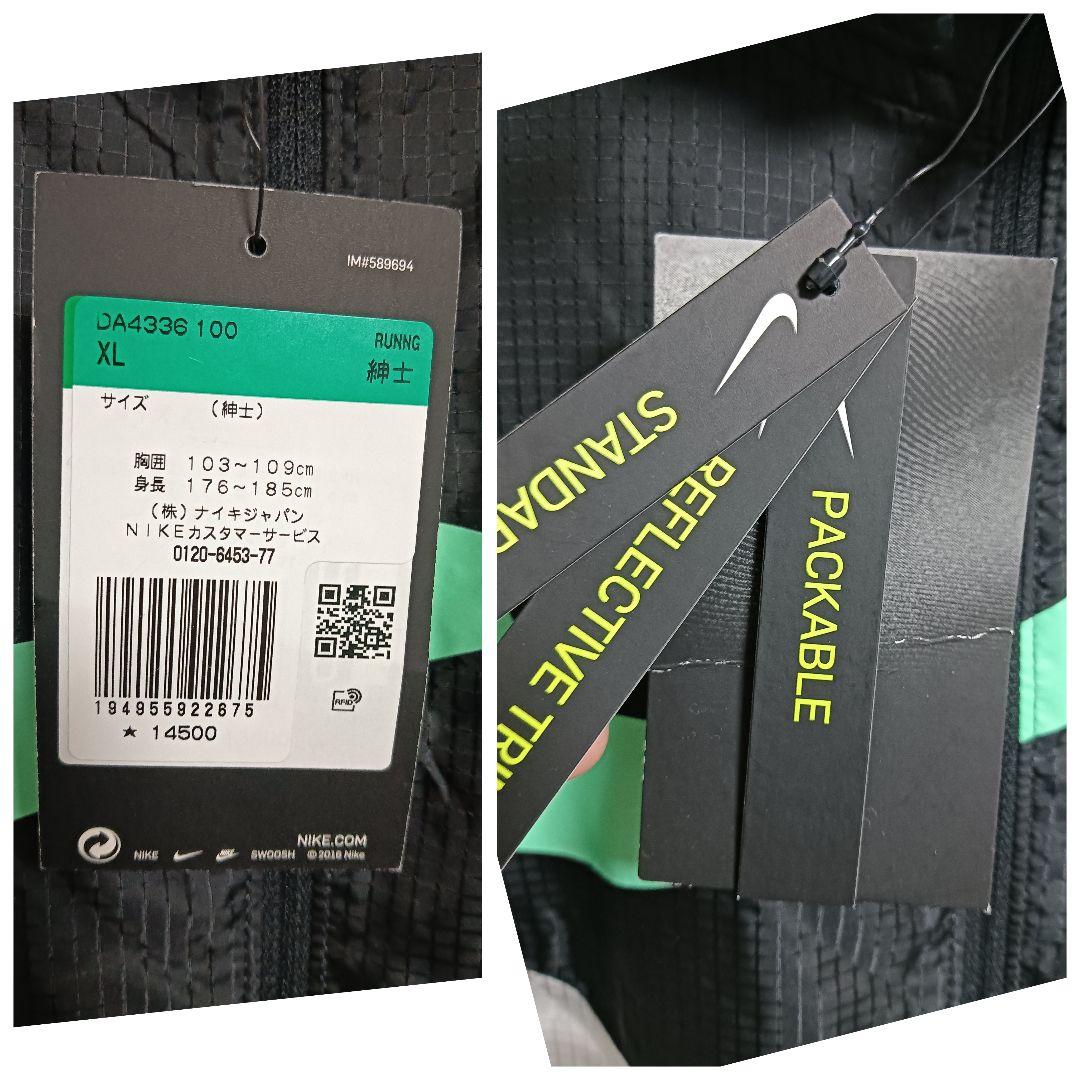 IM#589694
DA4336 100
RUNNG
XL
紳士
サイズ （紳士）
胸囲 103～109cm
身長 176～185cm
（株）ナイキジャパン
NIKEカスタマーサービス
0120-6453-77
RFID
194955922675
★ 14500
NIKE.COM
NIKE SWOOSH ©2018 Nike
STANDAR
REFLECTIVE TRI
PACKABLE